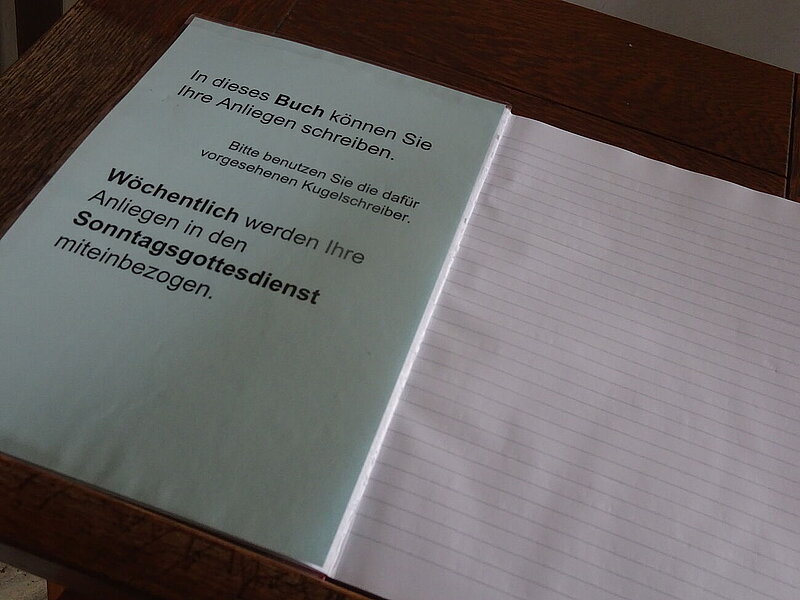 In dieses Buch können Sie
Ihre Anliegen schreiben.
Bitte benutzen Sie die dafür
vorgesehenen Kugelschreiber.
Wöchentlich werden Ihre
Anliegen in den
Sonntagsgottesdienst
miteinbezogen.